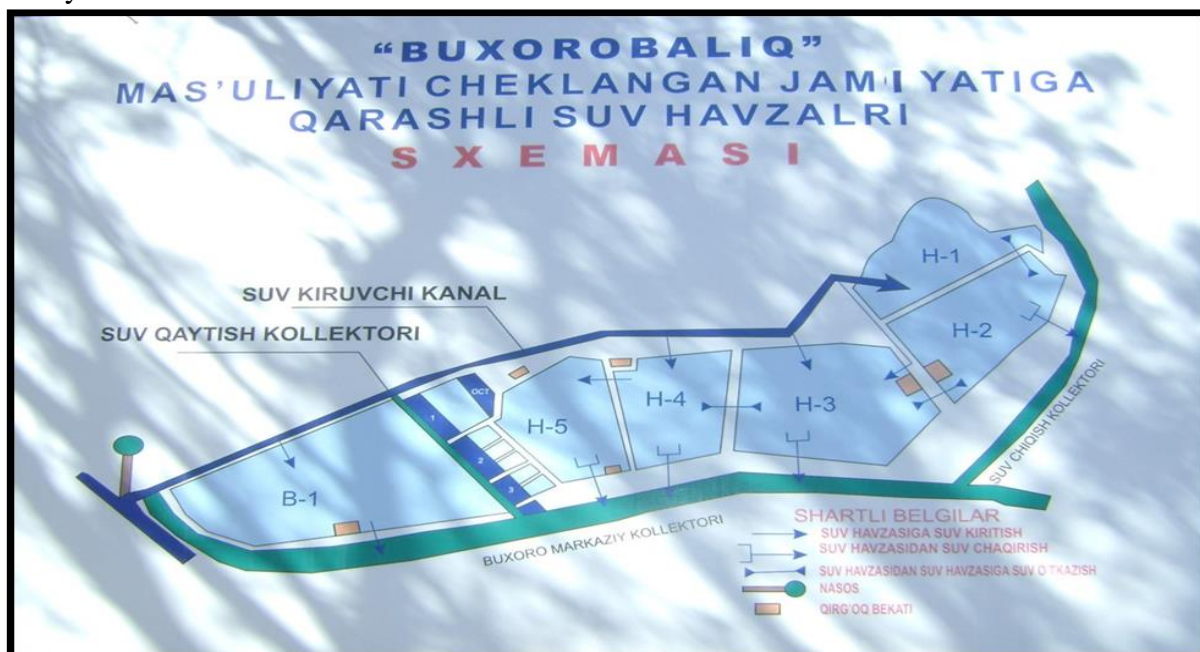 “BUXOROBALIQ”
MAS’ULIYATI CHEKLANGAN JAM’I YATIGA
QARASHLI SUV HAVZALRI
S X E M A S I
SUV KIRUVCHI KANAL
SUV QAYTISH KOLLEKTORI
H-1
H-2
H-3
H-4
H-5
OCT
1
2
3
B-1
SUV CHIQISH KOLLEKTORI
BUXORO MARKAZIY KOLLEKTORI
SHARTLI BELGILAR
SUV HAVZASIGA SUV KIRITISH
SUV HAVZASIDAN SUV CHAQIRISH
SUV HAVZASIDAN SUV HAVZASIGA SUV O’TKAZISH
NASOS
QIRG’OQ BEKATI